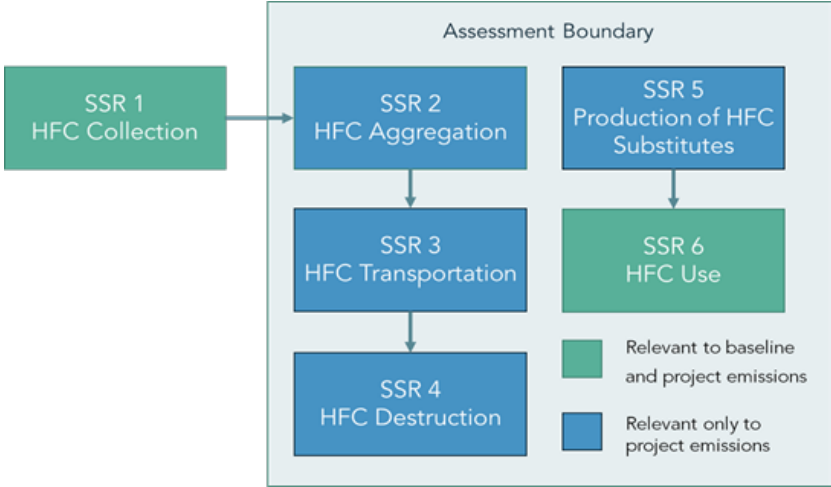 Assessment Boundary
SSR 1
HFC Collection
SSR 2
HFC Aggregation
SSR 3
HFC Transportation
SSR 4
HFC Destruction
SSR 5
Production of HFC
Substitutes
SSR 6
HFC Use
Relevant to baseline
and project emissions
Relevant only to
project emissions